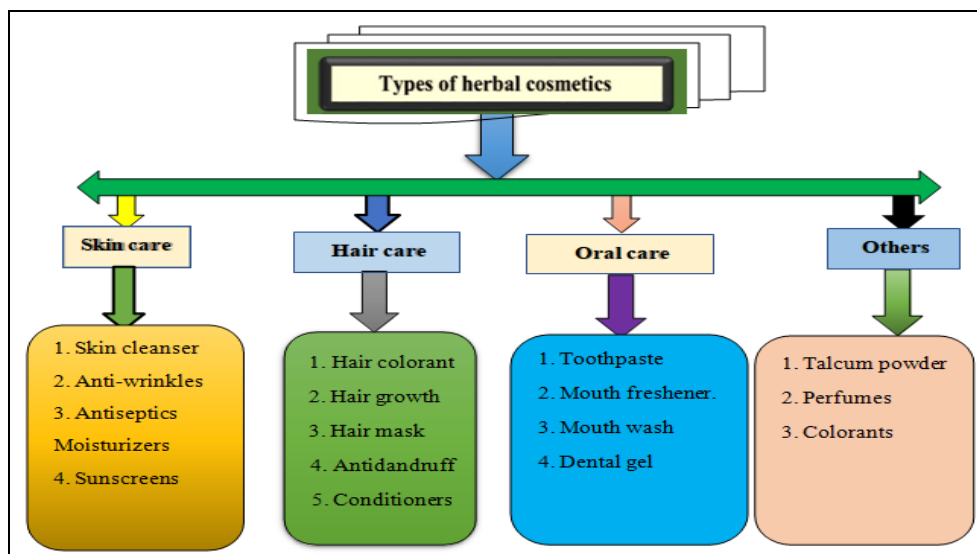 Types of herbal cosmetics
Skin care
Hair care
Oral care
Others
1. Skin cleanser
2. Anti-wrinkles
3. Antiseptics
Moisturizers
4. Sunscreens
1. Hair colorant
2. Hair growth
3. Hair mask
4. Antidandruff
5. Conditioners
1. Toothpaste
2. Mouth freshener.
3. Mouth wash
4. Dental gel
1. Talcum powder
2. Perfumes
3. Colorants